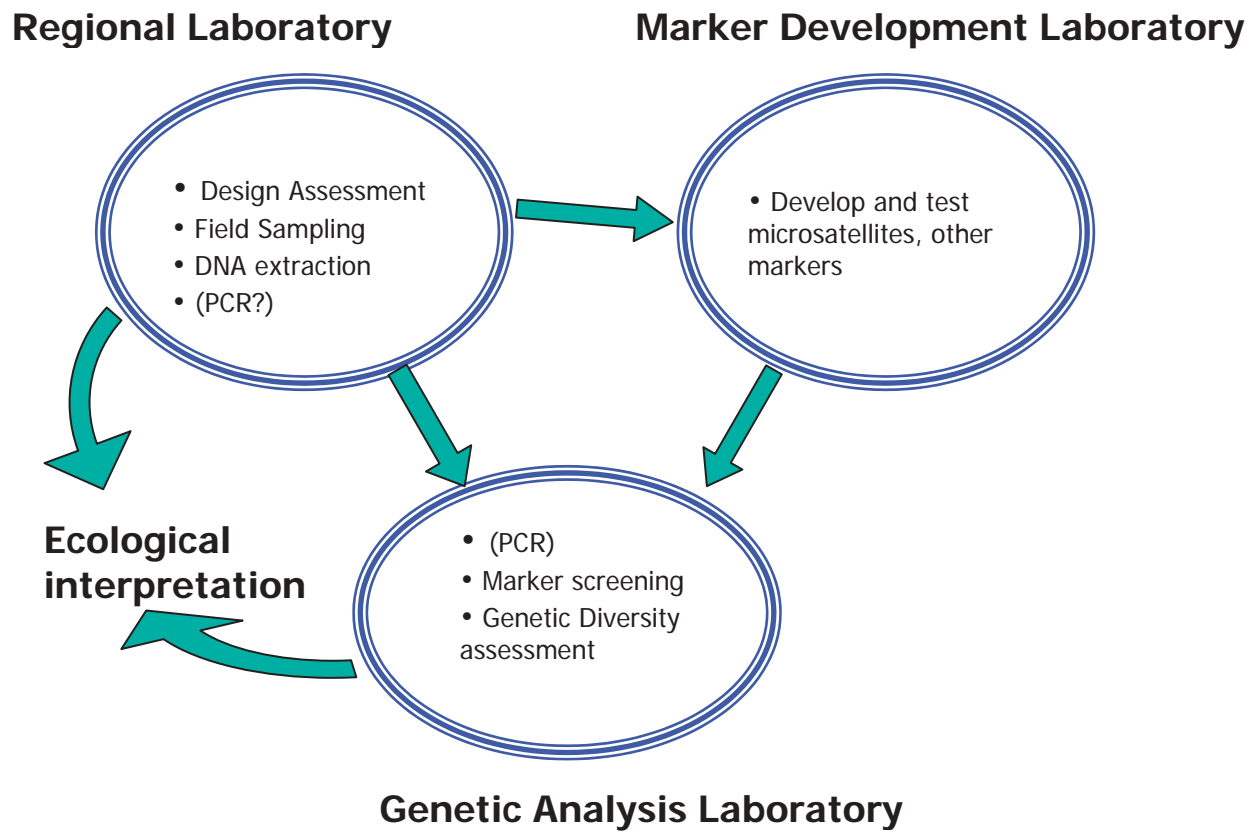 Regional Laboratory
Marker Development Laboratory
• Design Assessment
• Field Sampling
• DNA extraction
• (PCR?)
• Develop and test
microsatellites, other
markers
Ecological
interpretation
• (PCR)
• Marker screening
• Genetic Diversity
assessment
Genetic Analysis Laboratory